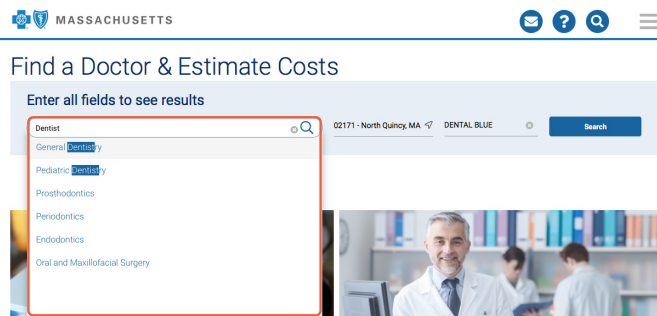 MASSACHUSETTS
Find a Doctor & Estimate Costs
Enter all fields to see results
Dentist
02171 - North Quincy, MA
DENTAL BLUE
Search
General Dentistry
Pediatric Dentistry
Prosthodontics
Periodontics
Endodontics
Oral and Maxillofacial Surgery